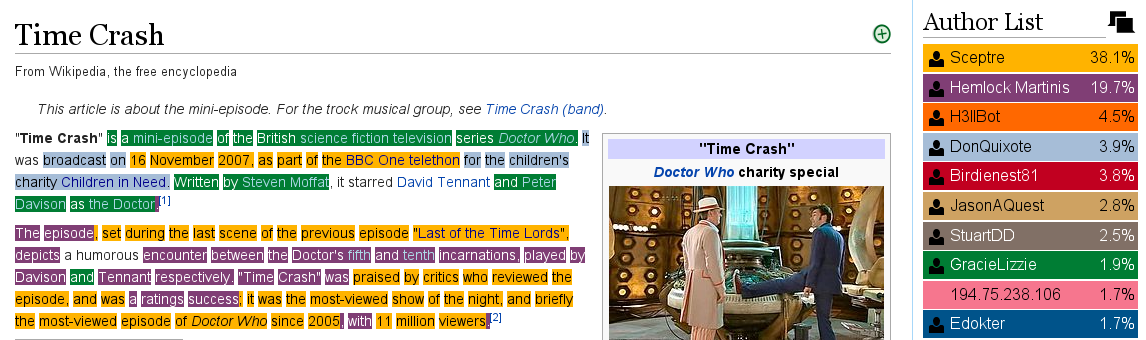 Time Crash
From Wikipedia, the free encyclopedia
This article is about the mini-episode. For the trock musical group, see Time Crash (band).
"Time Crash" is a mini-episode of the British science fiction television series Doctor Who. It
was broadcast on 16 November 2007, as part of the BBC One telethon for the children's
charity Children in Need. Written by Steven Moffat, it starred David Tennant and Peter
Davison as the Doctor.[1]
The episode, set during the last scene of the previous episode "Last of the Time Lords",
depicts a humorous encounter between the Doctor's fifth and tenth incarnations, played by
Davison and Tennant respectively. "Time Crash" was praised by critics who reviewed the
episode, and was a ratings success; it was the most-viewed show of the night, and briefly
the most-viewed episode of Doctor Who since 2005, with 11 million viewers.[2]
"Time Crash"
Doctor Who charity special
Author List
Sceptre 38.1%
Hemlock Martinis 19.7%
H3llBot 4.5%
DonQuixote 3.9%
Birdienest81 3.8%
JasonAQuest 2.8%
StuartDD 2.5%
GracieLizzie 1.9%
194.75.238.106 1.7%
Edokter 1.7%